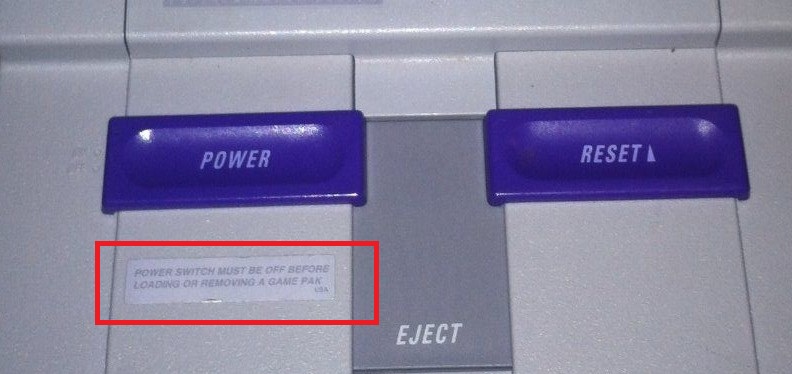 POWER
RESET
POWER SWITCH MUST BE OFF BEFORE
LOADING OR REMOVING A GAME PAK
USA
EJECT